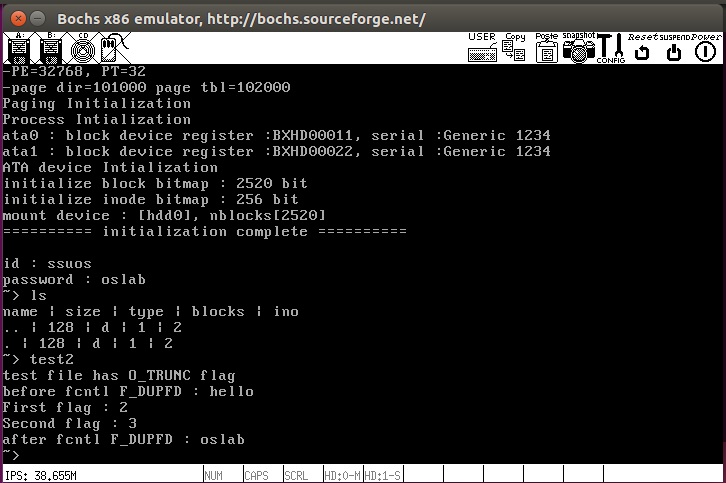 Bochs x86 emulator, http://bochs.sourceforge.net/
A: B: CD USER Copy Paste snapshot CONFIG Reset SUSPEND Power
-PE=32768, PT=32
-page dir=101000 page tbl=102000
Paging Initialization
Process Intialization
ata0 : block device register :BXHD00011, serial :Generic 1234
ata1 : block device register :BXHD00022, serial :Generic 1234
ATA device Intialization
initialize block bitmap : 2520 bit
initialize inode bitmap : 256 bit
mount device : [hdd0], nblocks[2520]
========== initialization complete ==========
id : ssuos
password : oslab
~> ls
name ¦ size ¦ type ¦ blocks ¦ ino
.. ¦ 128 ¦ d ¦ 1 ¦ 2
. ¦ 128 ¦ d ¦ 1 ¦ 2
~> test2
test file has O_TRUNC flag
before fcntl F_DUPFD : hello
First flag : 2
Second flag : 3
after fcntl F_DUPFD : oslab
~>
IPS: 38.655M NUM CAPS SCRL HD:0-M HD:1-S